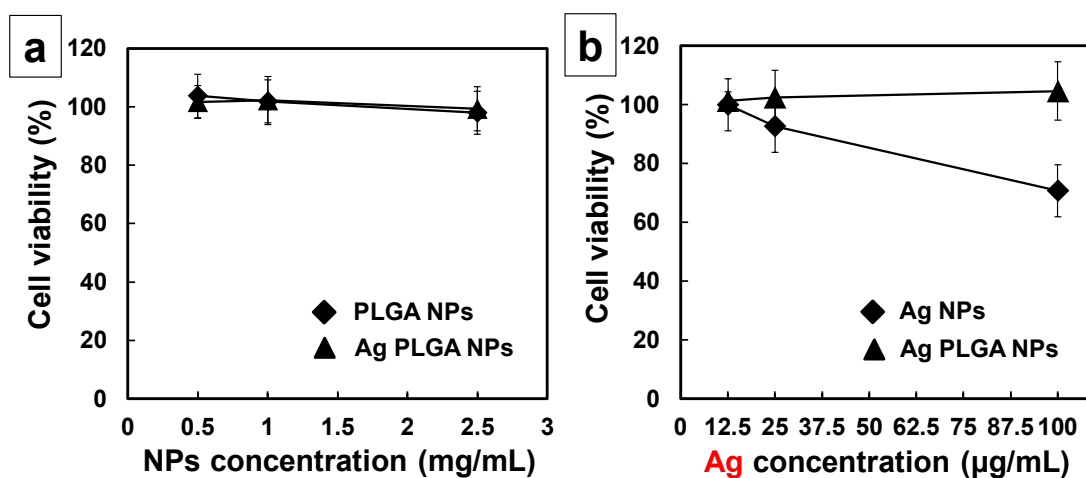 a
120
100
80
60
40
20
0
Cell viability (%)
PLGA NPs
Ag PLGA NPs
0 0.5 1 1.5 2 2.5 3
NPs concentration (mg/mL)
b
120
100
80
60
40
20
0
Cell viability (%)
Ag NPs
Ag PLGA NPs
0 12.5 25 37.5 50 62.5 75 87.5 100
Ag concentration (μg/mL)